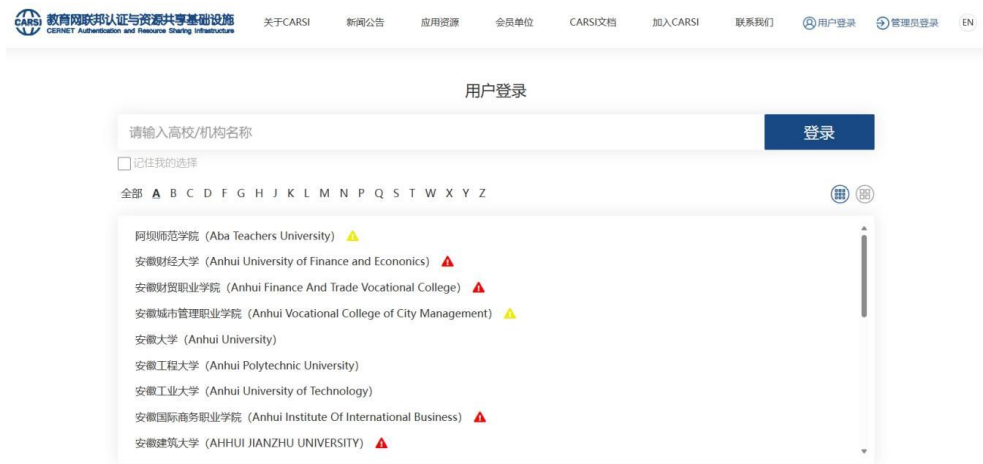 CARSI 教育网联邦认证与资源共享基础设施
CERNET Authentication and Resource Sharing Infrastructure
关于CARSI 新闻公告 应用资源 会员单位 CARSI文档 加入CARSI 联系我们 用户登录 管理员登录 EN
用户登录
请输入高校/机构名称 登录
记住我的选择
全部 A B C D F G H J K L M N P Q S T W X Y Z
阿坝师范学院（Aba Teachers University）
安徽财经大学（Anhui University of Finance and Econonics）
安徽财贸职业学院（Anhui Finance And Trade Vocational College）
安徽城市管理职业学院（Anhui Vocational College of City Management）
安徽大学（Anhui University）
安徽工程大学（Anhui Polytechnic University）
安徽工业大学（Anhui University of Technology）
安徽国际商务职业学院（Anhui Institute Of International Business）
安徽建筑大学（AHHUI JIANZHU UNIVERSITY）